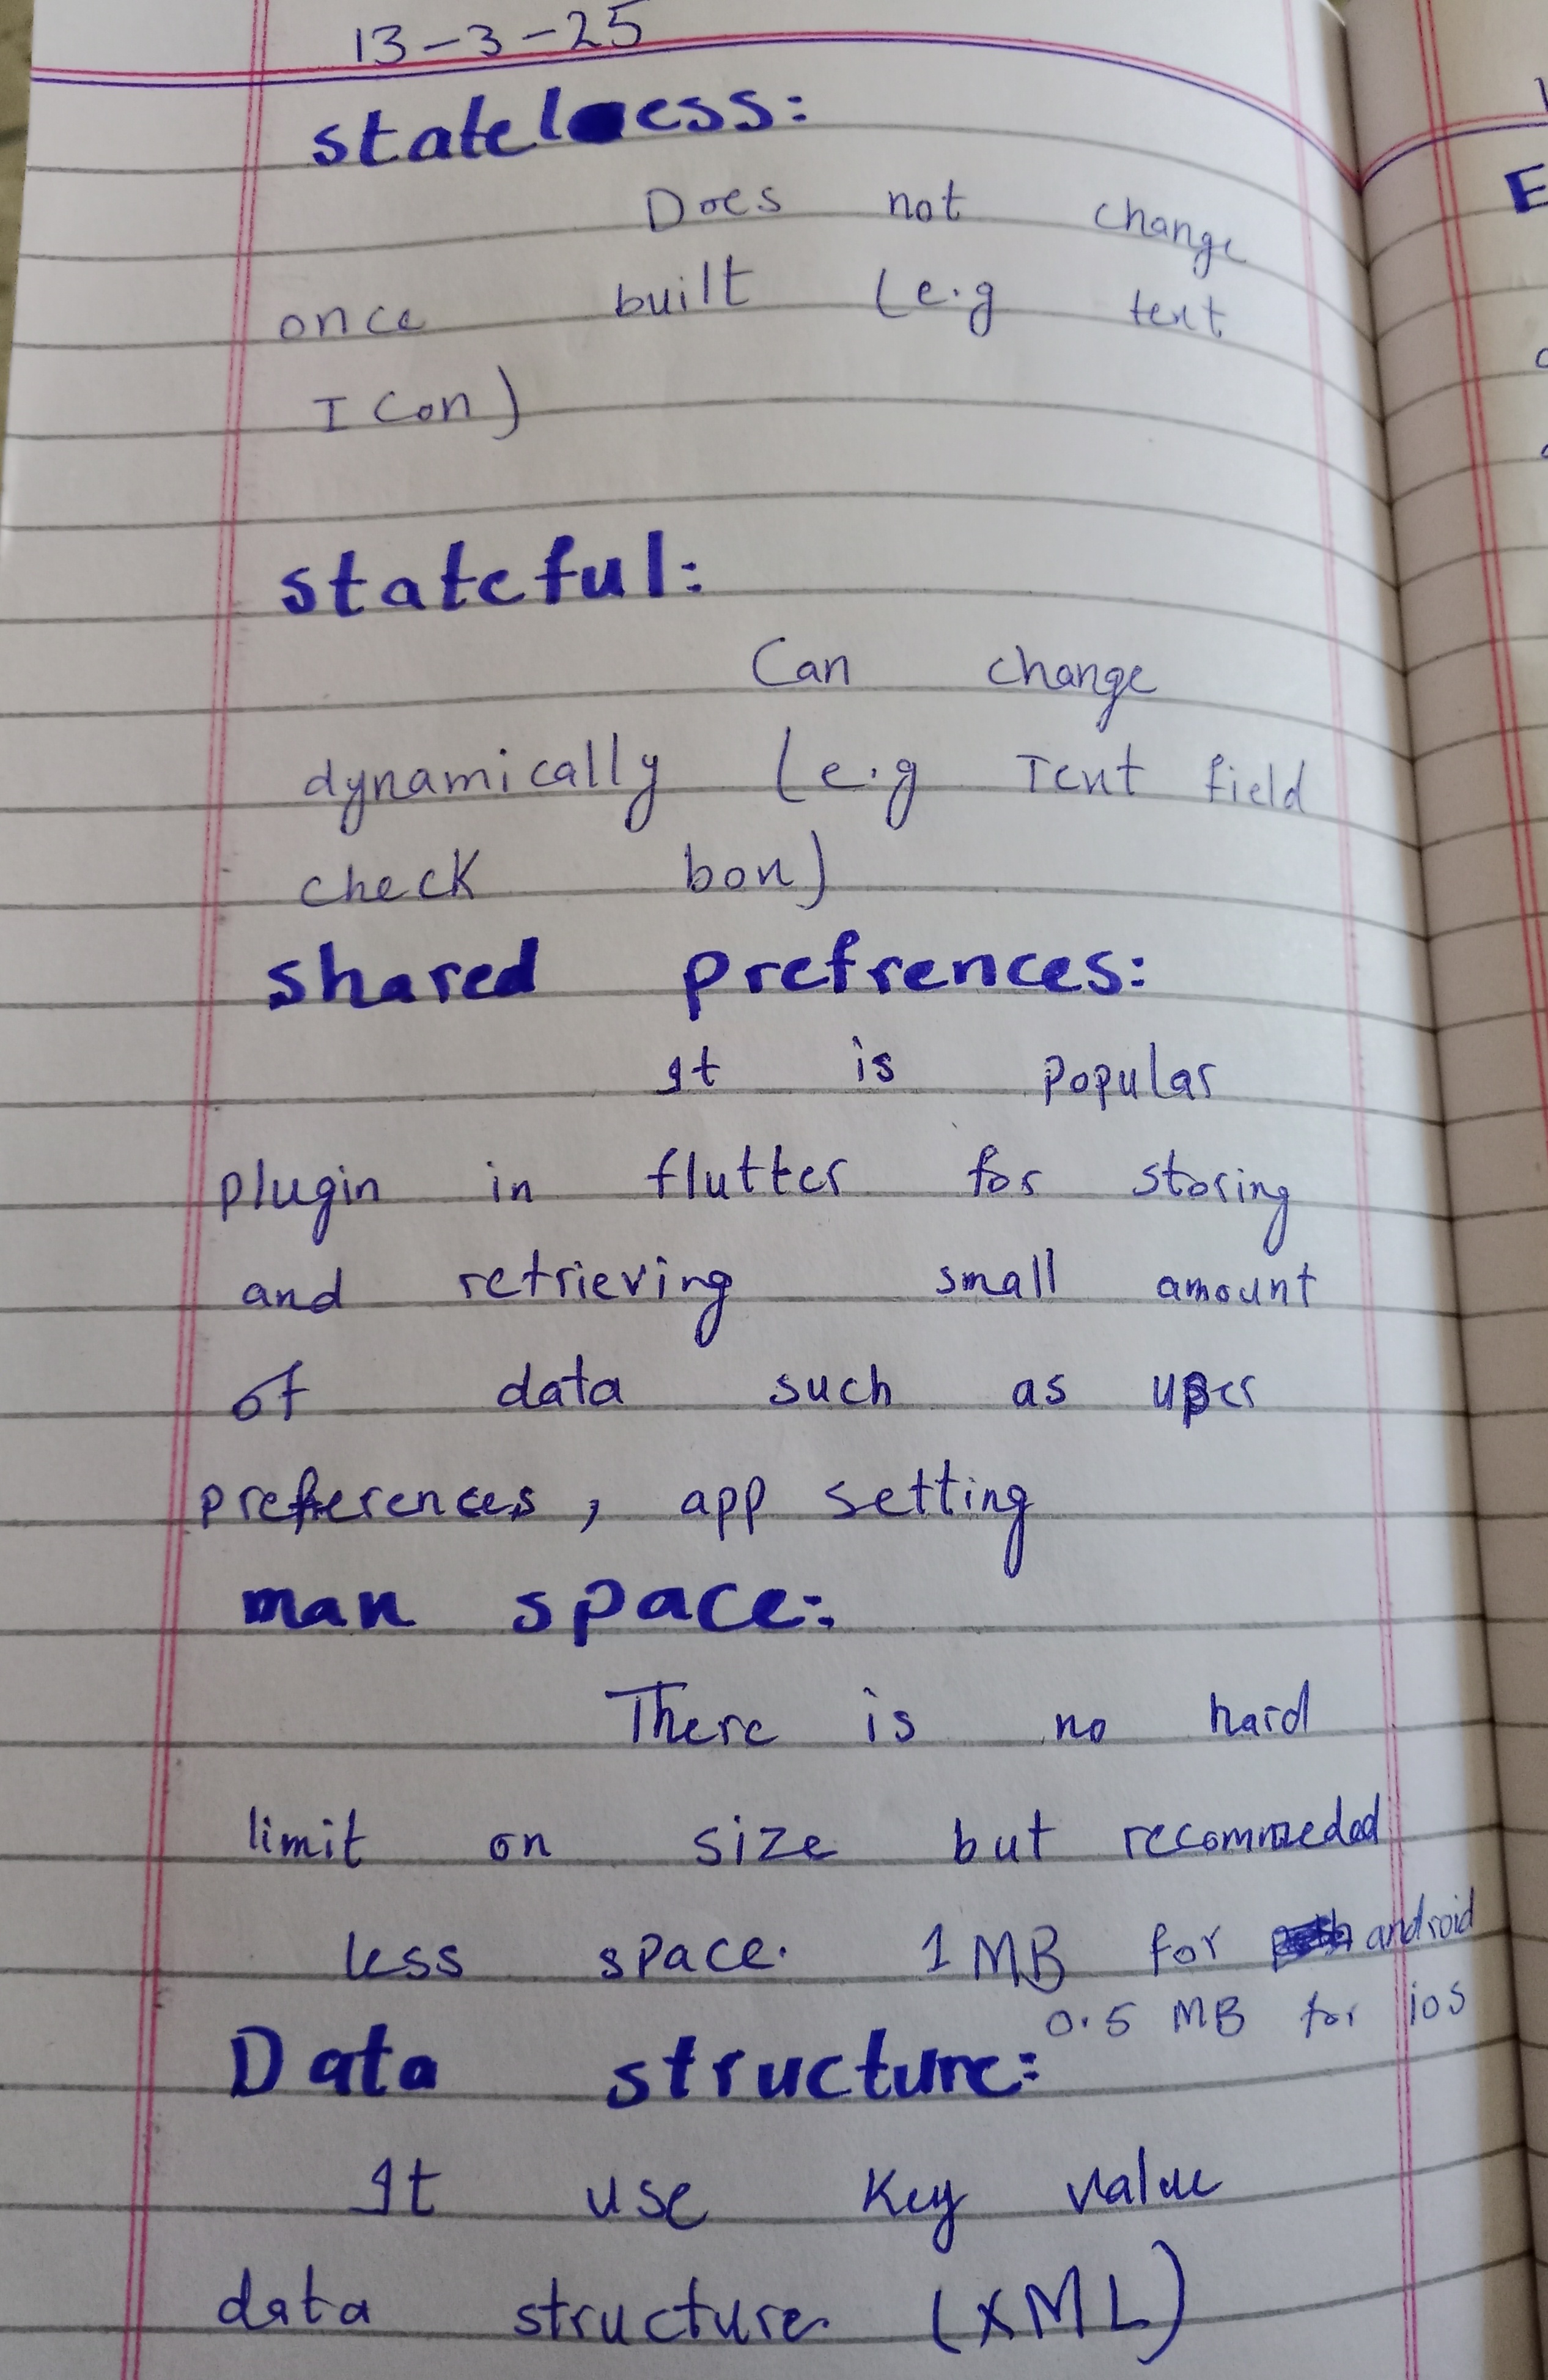 13-3-25
stateless:
Does not change
once built (e.g text
Icon)
stateful:
Can change
dynamically (e.g Text field
check box)
shared prefrences:
It is popular
plugin in flutter for storing
and retrieving small amount
of data such as user
preferences, app setting
max space:
There is no hard
limit on size but recommeded
less space. 1 MB for android
0.5 MB for ios
Data structure:
It use key value
data structure (XML)
E